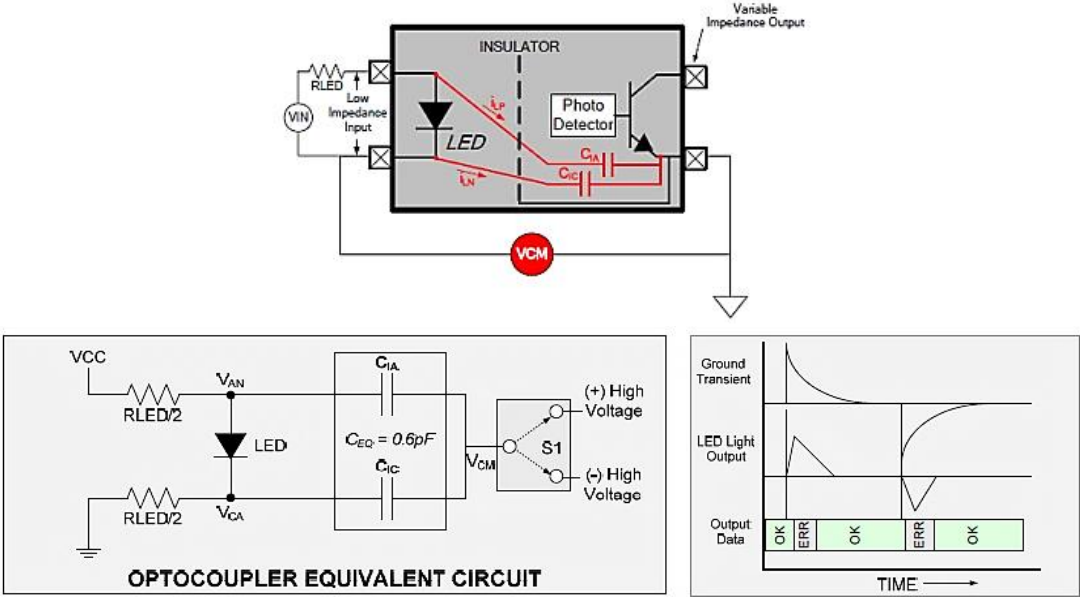 Variable
Impedance Output
INSULATOR
RLED
Low
Impedance
Input
VIN
LED
iLP
iLN
Photo
Detector
CIA
CIC
VCM
VCC
RLED/2
VAN
LED
RLED/2
VCA
CIA
CEQ = 0.6pF
CIC
VCM
S1
(+) High
Voltage
(-) High
Voltage
OPTOCOUPLER EQUIVALENT CIRCUIT
Ground
Transient
LED Light
Output
Output
Data
OK
ERR
OK
ERR
OK
TIME